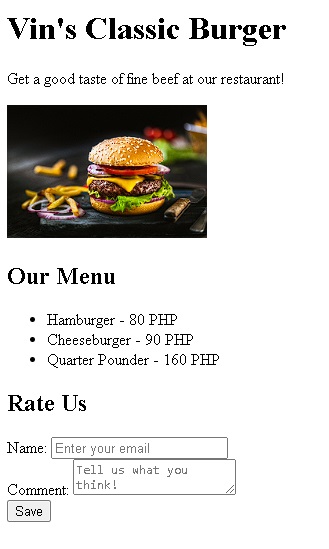 Vin's Classic Burger
Get a good taste of fine beef at our restaurant!
Our Menu
Hamburger - 80 PHP
Cheeseburger - 90 PHP
Quarter Pounder - 160 PHP
Rate Us
Name: Enter your email
Comment: Tell us what you
think!
Save